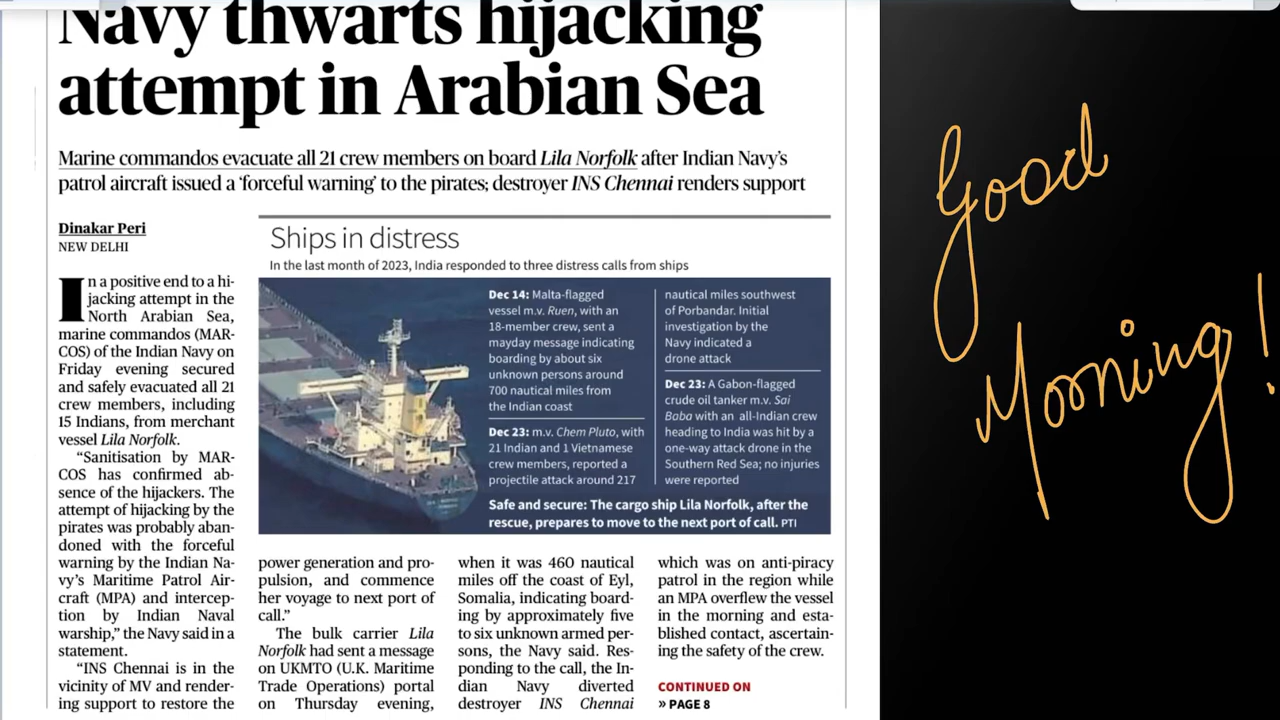 Navy thwarts hijacking
attempt in Arabian Sea
Marine commandos evacuate all 21 crew members on board Lila Norfolk after Indian Navy's
patrol aircraft issued a ‘forceful warning’ to the pirates; destroyer INS Chennai renders support
Dinakar Peri
NEW DELHI
In a positive end to a hi-
jacking attempt in the
North Arabian Sea,
marine commandos (MAR-
COS) of the Indian Navy on
Friday evening secured
and safely evacuated all 21
crew members, including
15 Indians, from merchant
vessel Lila Norfolk.
“Sanitisation by MAR-
COS has confirmed ab-
sence of the hijackers. The
attempt of hijacking by the
pirates was probably aban-
doned with the forceful
warning by the Indian Na-
vy’s Maritime Patrol Air-
craft (MPA) and intercep-
tion by Indian Naval
warship,” the Navy said in a
statement.
“INS Chennai is in the
vicinity of MV and render-
ing support to restore the
Ships in distress
In the last month of 2023, India responded to three distress calls from ships
Dec 14: Malta-flagged
vessel m.v. Ruen, with an
18-member crew, sent a
mayday message indicating
boarding by about six
unknown persons around
700 nautical miles from
the Indian coast
Dec 23: m.v. Chem Pluto, with
21 Indian and 1 Vietnamese
crew members, reported a
projectile attack around 217
nautical miles southwest
of Porbandar. Initial
investigation by the
Navy indicated a
drone attack
Dec 23: A Gabon-flagged
crude oil tanker m.v. Sai
Baba with an all-Indian crew
heading to India was hit by a
one-way attack drone in the
Southern Red Sea; no injuries
were reported
Safe and secure: The cargo ship Lila Norfolk, after the
rescue, prepares to move to the next port of call. PTI
power generation and pro-
pulsion, and commence
her voyage to next port of
call.”
The bulk carrier Lila
Norfolk had sent a message
on UKMTO (U.K. Maritime
Trade Operations) portal
on Thursday evening,
when it was 460 nautical
miles off the coast of Eyl,
Somalia, indicating board-
ing by approximately five
to six unknown armed per-
sons, the Navy said. Res-
ponding to the call, the In-
dian Navy diverted
destroyer INS Chennai
which was on anti-piracy
patrol in the region while
an MPA overflew the vessel
in the morning and esta-
blished contact, ascertain-
ing the safety of the crew.
CONTINUED ON
» PAGE 8
Good
Morning!